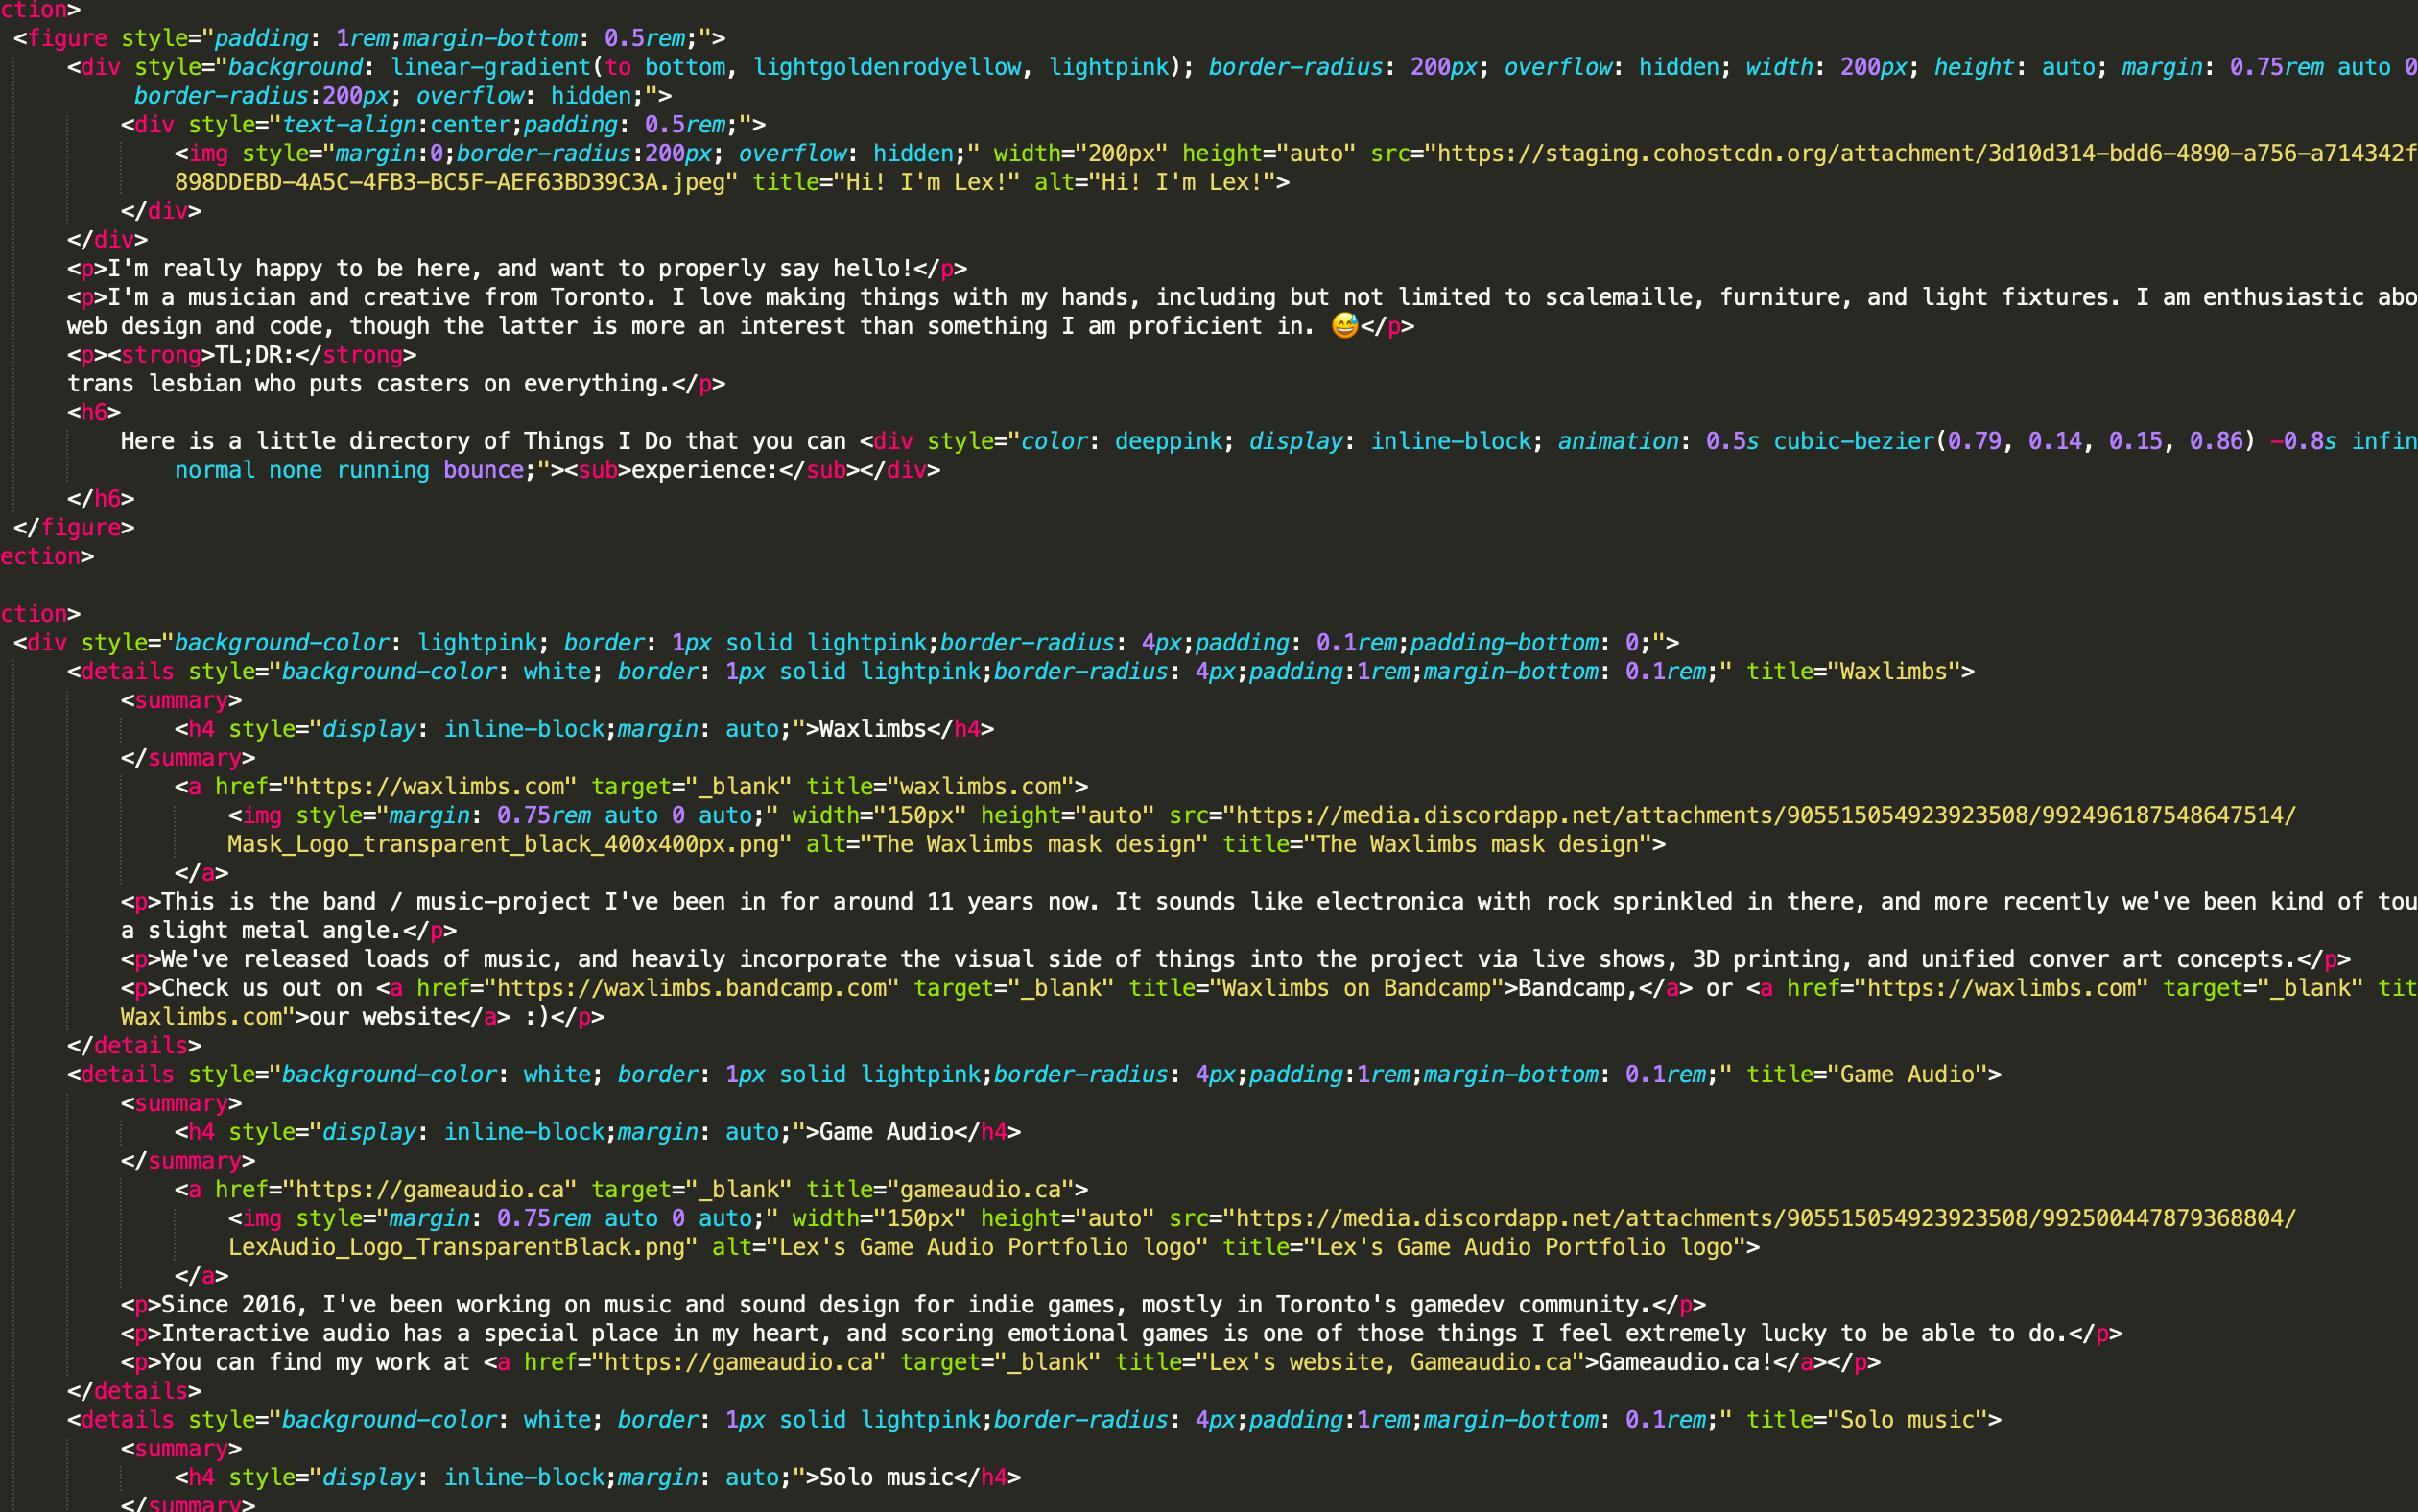 ction>
<figure style="padding: 1rem;margin-bottom: 0.5rem;">
<div style="background: linear-gradient(to bottom, lightgoldenrodyellow, lightpink); border-radius: 200px; overflow: hidden; width: 200px; height: auto; margin: 0.75rem auto 0
border-radius:200px; overflow: hidden;">
<div style="text-align:center;padding: 0.5rem;">
<img style="margin:0;border-radius:200px; overflow: hidden;" width="200px" height="auto" src="https://staging.cohostcdn.org/attachment/3d10d314-bdd6-4890-a756-a714342f
898DDEBD-4A5C-4FB3-BC5F-AEF63BD39C3A.jpeg" title="Hi! I'm Lex!" alt="Hi! I'm Lex!">
</div>
</div>
<p>I'm really happy to be here, and want to properly say hello!</p>
<p>I'm a musician and creative from Toronto. I love making things with my hands, including but not limited to scalemaille, furniture, and light fixtures. I am enthusiastic abo
web design and code, though the latter is more an interest than something I am proficient in. 😅</p>
<p><strong>TL;DR:</strong>
trans lesbian who puts casters on everything.</p>
<h6>
Here is a little directory of Things I Do that you can <div style="color: deeppink; display: inline-block; animation: 0.5s cubic-bezier(0.79, 0.14, 0.15, 0.86) -0.8s infin
normal none running bounce;"><sub>experience:</sub></div>
</h6>
</figure>
ection>
ction>
<div style="background-color: lightpink; border: 1px solid lightpink;border-radius: 4px;padding: 0.1rem;padding-bottom: 0;">
<details style="background-color: white; border: 1px solid lightpink;border-radius: 4px;padding:1rem;margin-bottom: 0.1rem;" title="Waxlimbs">
<summary>
<h4 style="display: inline-block;margin: auto;">Waxlimbs</h4>
</summary>
<a href="https://waxlimbs.com" target="_blank" title="waxlimbs.com">
<img style="margin: 0.75rem auto 0 auto;" width="150px" height="auto" src="https://media.discordapp.net/attachments/905515054923923508/992496187548647514/
Mask_Logo_transparent_black_400x400px.png" alt="The Waxlimbs mask design" title="The Waxlimbs mask design">
</a>
<p>This is the band / music-project I've been in for around 11 years now. It sounds like electronica with rock sprinkled in there, and more recently we've been kind of tou
a slight metal angle.</p>
<p>We've released loads of music, and heavily incorporate the visual side of things into the project via live shows, 3D printing, and unified conver art concepts.</p>
<p>Check us out on <a href="https://waxlimbs.bandcamp.com" target="_blank" title="Waxlimbs on Bandcamp">Bandcamp,</a> or <a href="https://waxlimbs.com" target="_blank" tit
Waxlimbs.com">our website</a> :)</p>
</details>
<details style="background-color: white; border: 1px solid lightpink;border-radius: 4px;padding:1rem;margin-bottom: 0.1rem;" title="Game Audio">
<summary>
<h4 style="display: inline-block;margin: auto;">Game Audio</h4>
</summary>
<a href="https://gameaudio.ca" target="_blank" title="gameaudio.ca">
<img style="margin: 0.75rem auto 0 auto;" width="150px" height="auto" src="https://media.discordapp.net/attachments/905515054923923508/992500447879368804/
LexAudio_Logo_TransparentBlack.png" alt="Lex's Game Audio Portfolio logo" title="Lex's Game Audio Portfolio logo">
</a>
<p>Since 2016, I've been working on music and sound design for indie games, mostly in Toronto's gamedev community.</p>
<p>Interactive audio has a special place in my heart, and scoring emotional games is one of those things I feel extremely lucky to be able to do.</p>
<p>You can find my work at <a href="https://gameaudio.ca" target="_blank" title="Lex's website, Gameaudio.ca">Gameaudio.ca!</a></p>
</details>
<details style="background-color: white; border: 1px solid lightpink;border-radius: 4px;padding:1rem;margin-bottom: 0.1rem;" title="Solo music">
<summary>
<h4 style="display: inline-block;margin: auto;">Solo music</h4>
</summary>